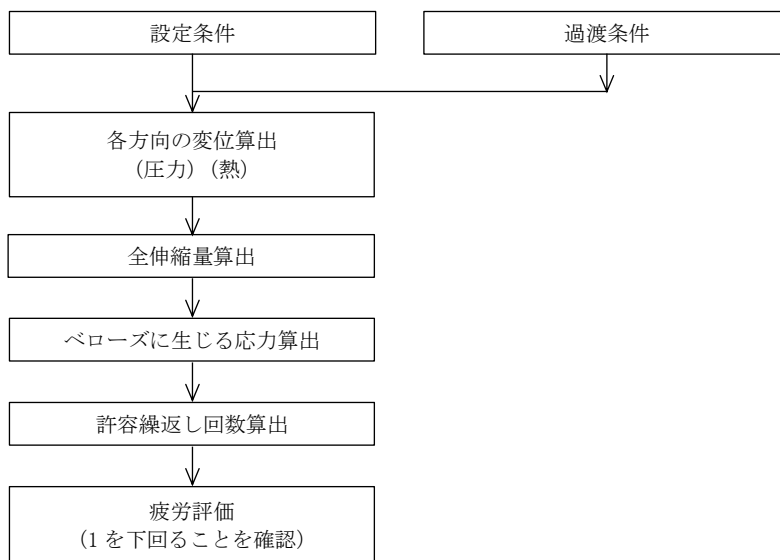 設定条件
過渡条件
各方向の変位算出
（圧力）（熱）
全伸縮量算出
ベローズに生じる応力算出
許容繰返し回数算出
疲労評価
（1 を下回ることを確認）